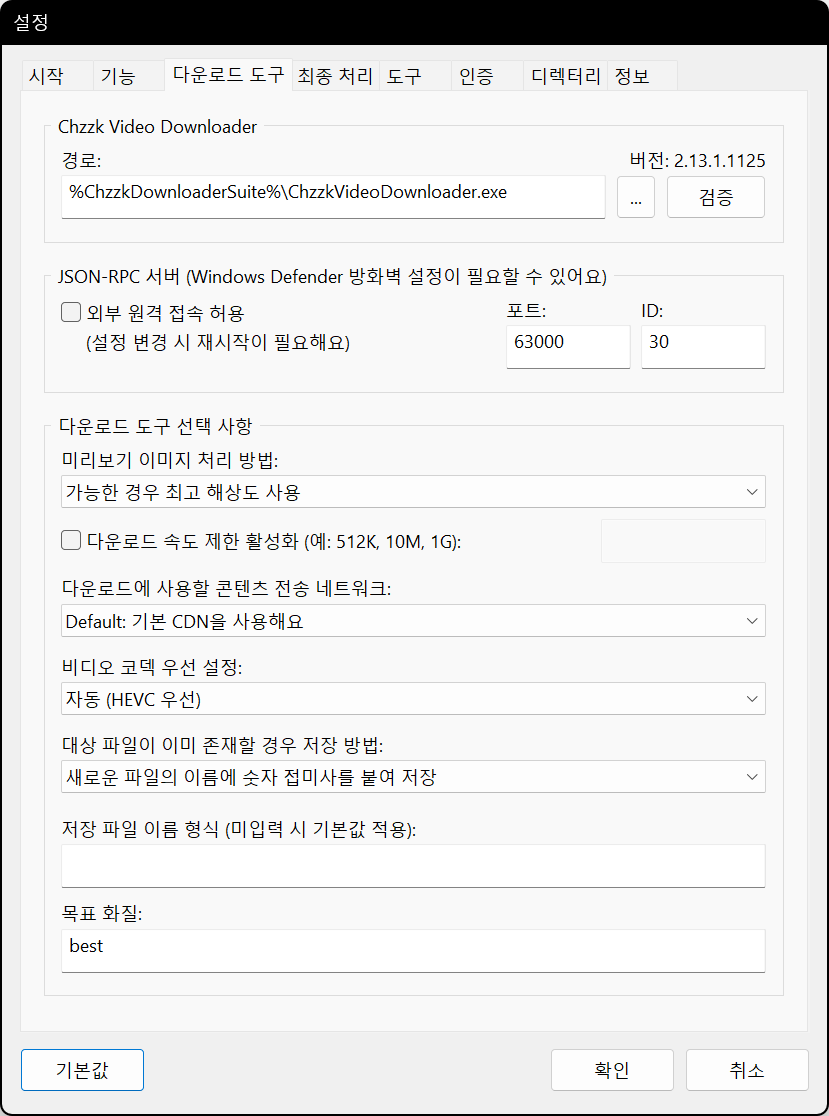 설정
시작 기능 다운로드 도구 최종 처리 도구 인증 디렉터리 정보
Chzzk Video Downloader
경로: 버전: 2.13.1.1125
%ChzzkDownloaderSuite%\ChzzkVideoDownloader.exe ... 검증
JSON-RPC 서버 (Windows Defender 방화벽 설정이 필요할 수 있어요)
외부 원격 접속 허용 포트: ID:
(설정 변경 시 재시작이 필요해요) 63000 30
다운로드 도구 선택 사항
미리보기 이미지 처리 방법:
가능한 경우 최고 해상도 사용
다운로드 속도 제한 활성화 (예: 512K, 10M, 1G):
다운로드에 사용할 콘텐츠 전송 네트워크:
Default: 기본 CDN을 사용해요
비디오 코덱 우선 설정:
자동 (HEVC 우선)
대상 파일이 이미 존재할 경우 저장 방법:
새로운 파일의 이름에 숫자 접미사를 붙여 저장
저장 파일 이름 형식 (미입력 시 기본값 적용):
목표 화질:
best
기본값 확인 취소